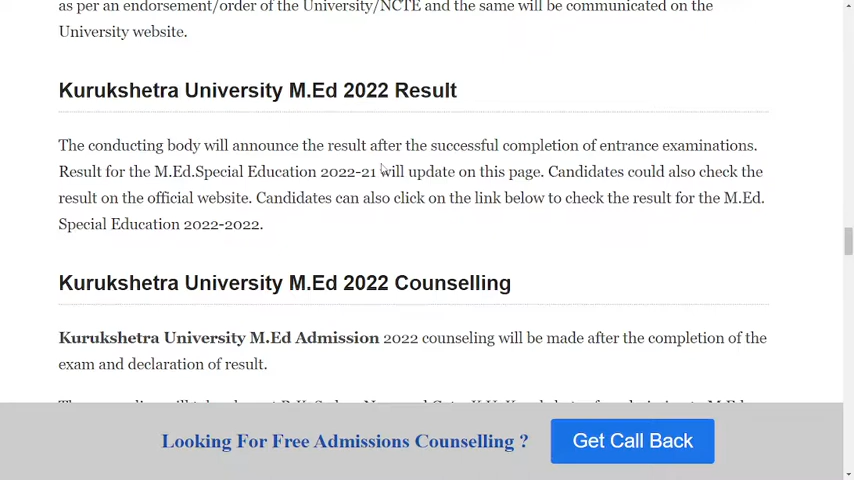 as per an endorsement/order of the University/NCTE and the same will be communicated on the
University website.
Kurukshetra University M.Ed 2022 Result
The conducting body will announce the result after the successful completion of entrance examinations.
Result for the M.Ed.Special Education 2022-21 will update on this page. Candidates could also check the
result on the official website. Candidates can also click on the link below to check the result for the M.Ed.
Special Education 2022-2022.
Kurukshetra University M.Ed 2022 Counselling
Kurukshetra University M.Ed Admission 2022 counseling will be made after the completion of the
exam and declaration of result.
Looking For Free Admissions Counselling ?
Get Call Back